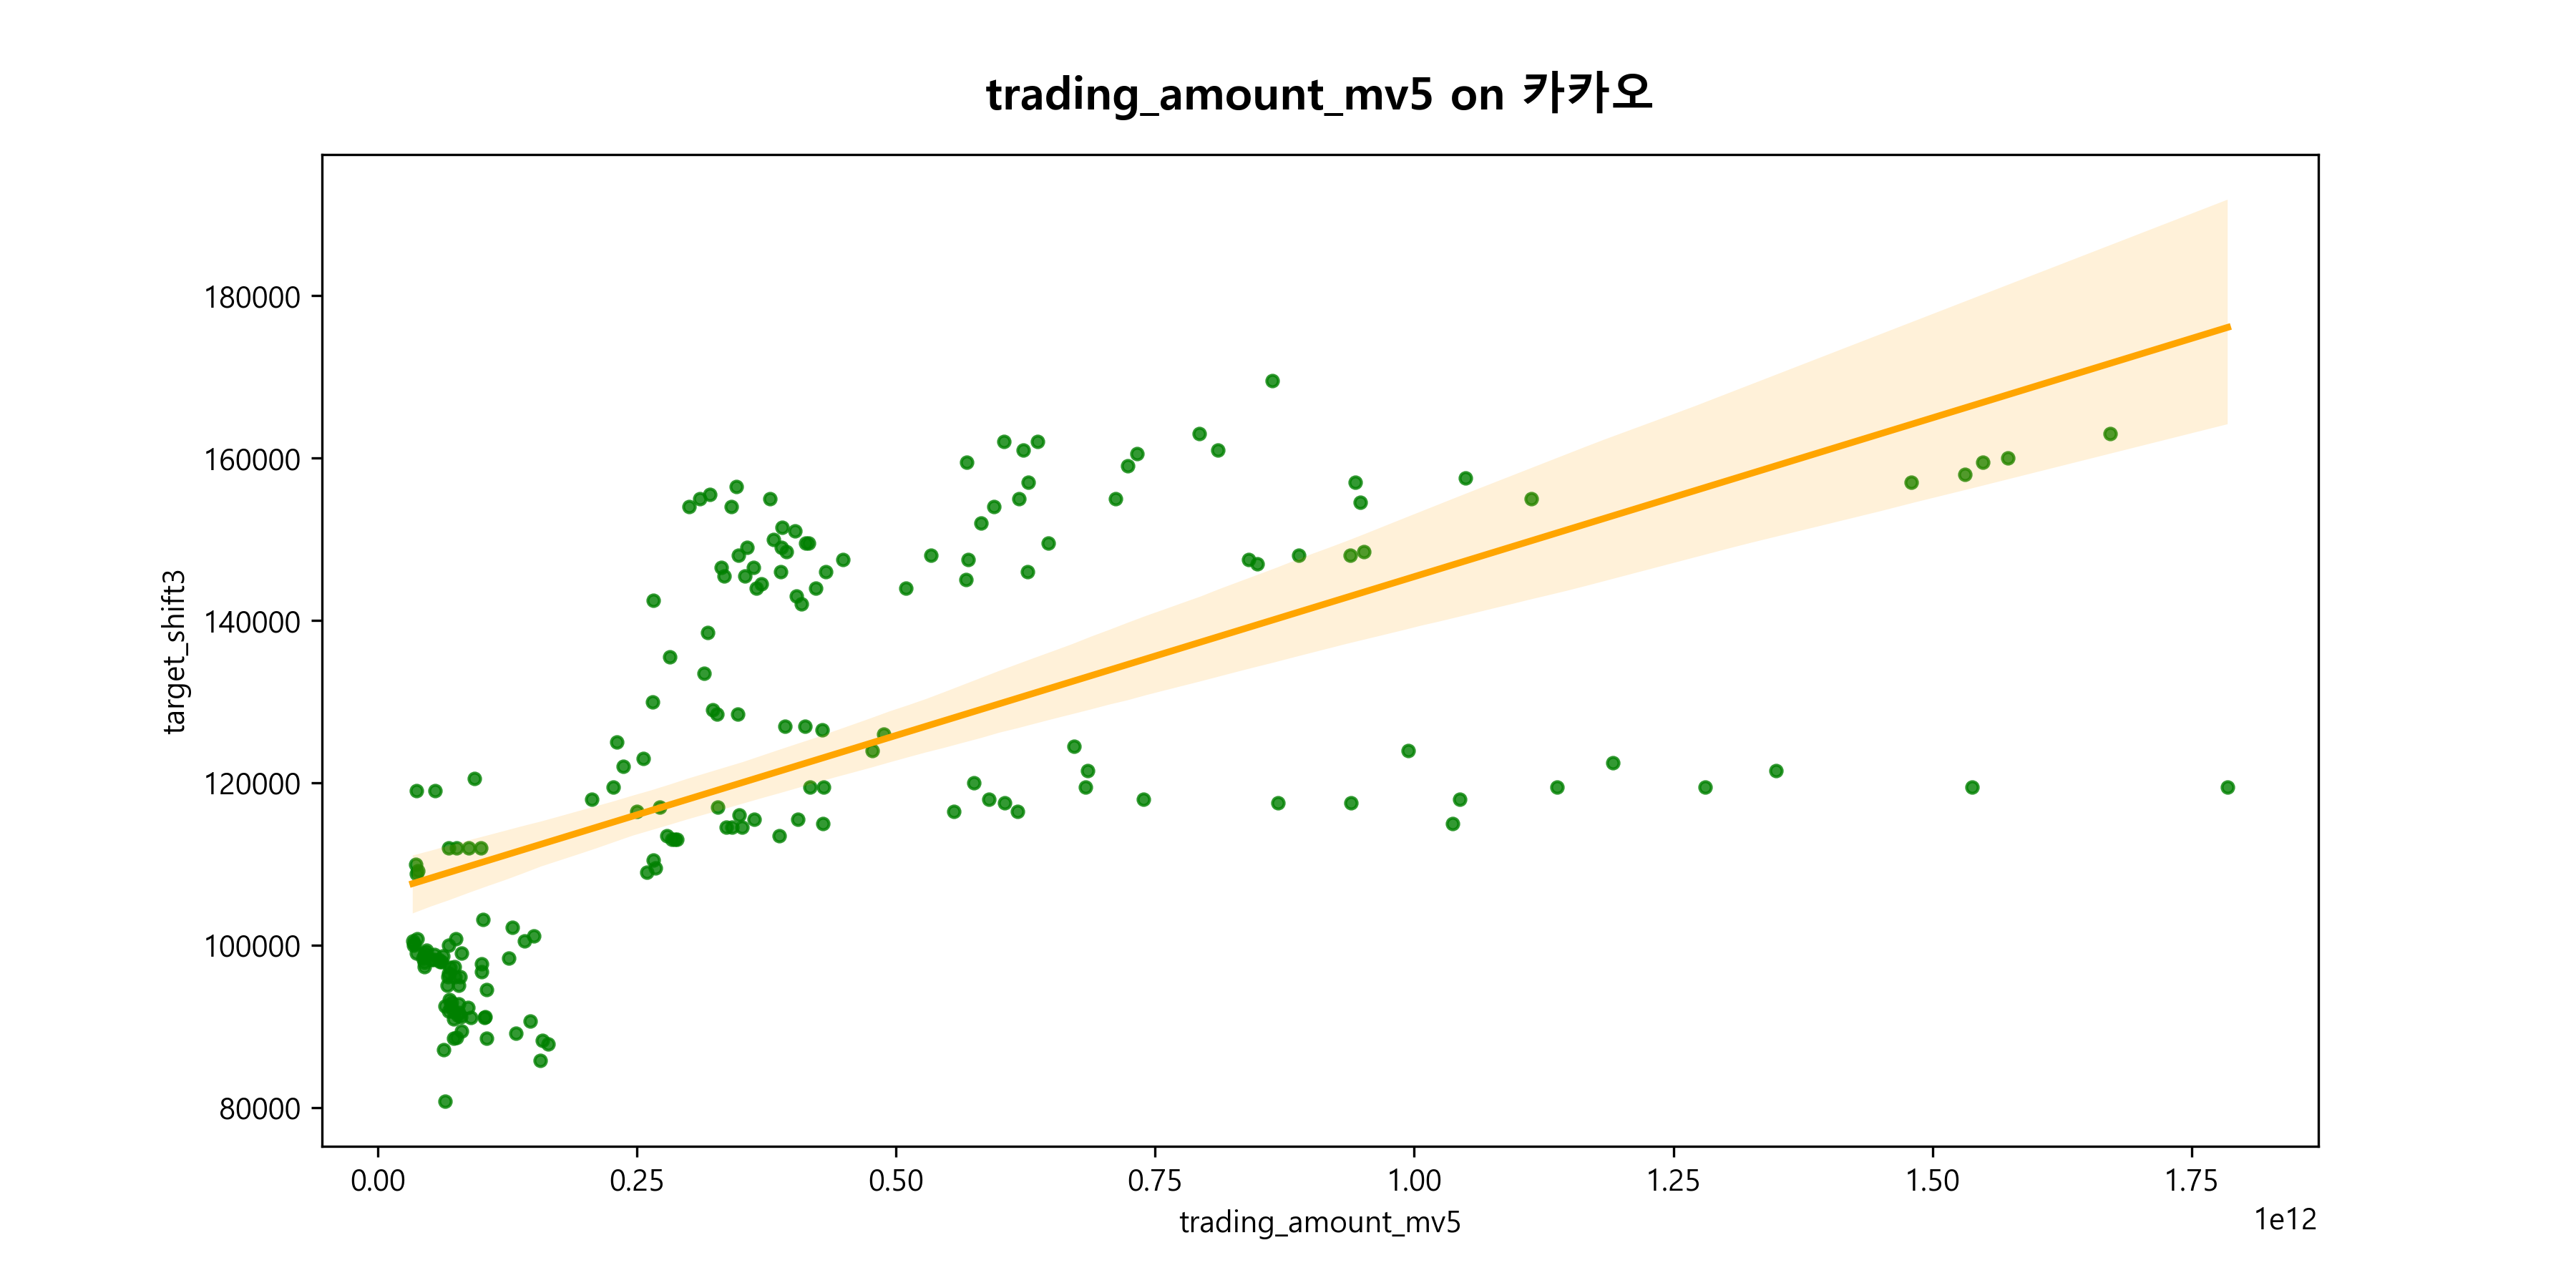 trading_amount_mv5 on 카카오
target_shift3
180000
160000
140000
120000
100000
80000
0.00 0.25 0.50 0.75 1.00 1.25 1.50 1.75
1e12
trading_amount_mv5